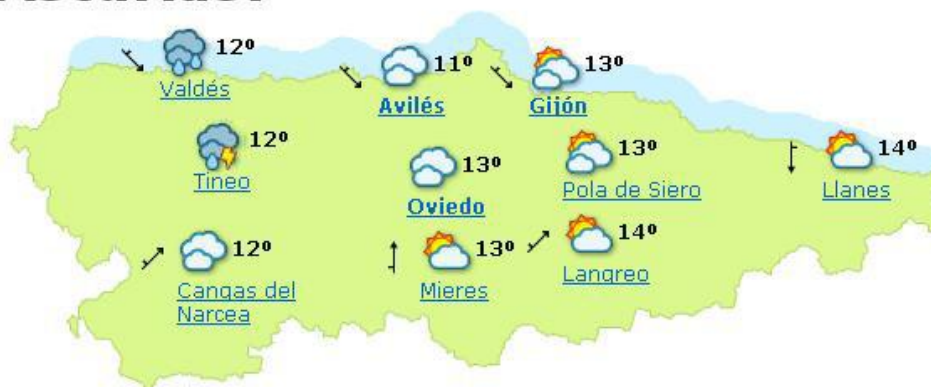 12º
Valdés
11º
Avilés
13º
Gijón
12º
Tineo
13º
Oviedo
13º
Pola de Siero
14º
Llanes
12º
Cangas del
Narcea
13º
Mieres
14º
Langreo